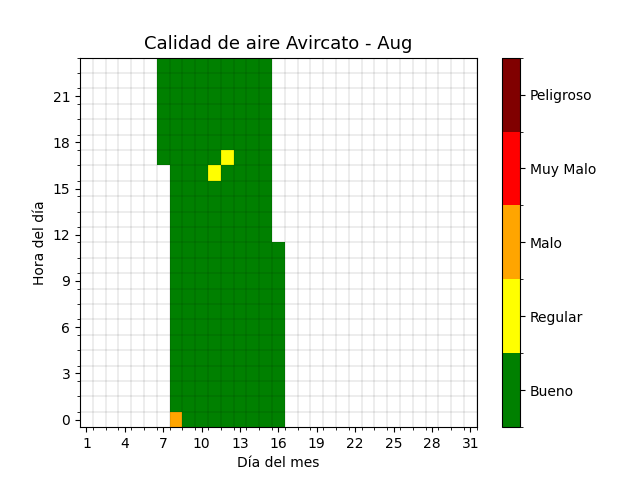 Calidad de aire Avircato - Aug
Hora del día
21
18
15
12
9
6
3
0
1 4 7 10 13 16 19 22 25 28 31
Día del mes
Peligroso
Muy Malo
Malo
Regular
Bueno